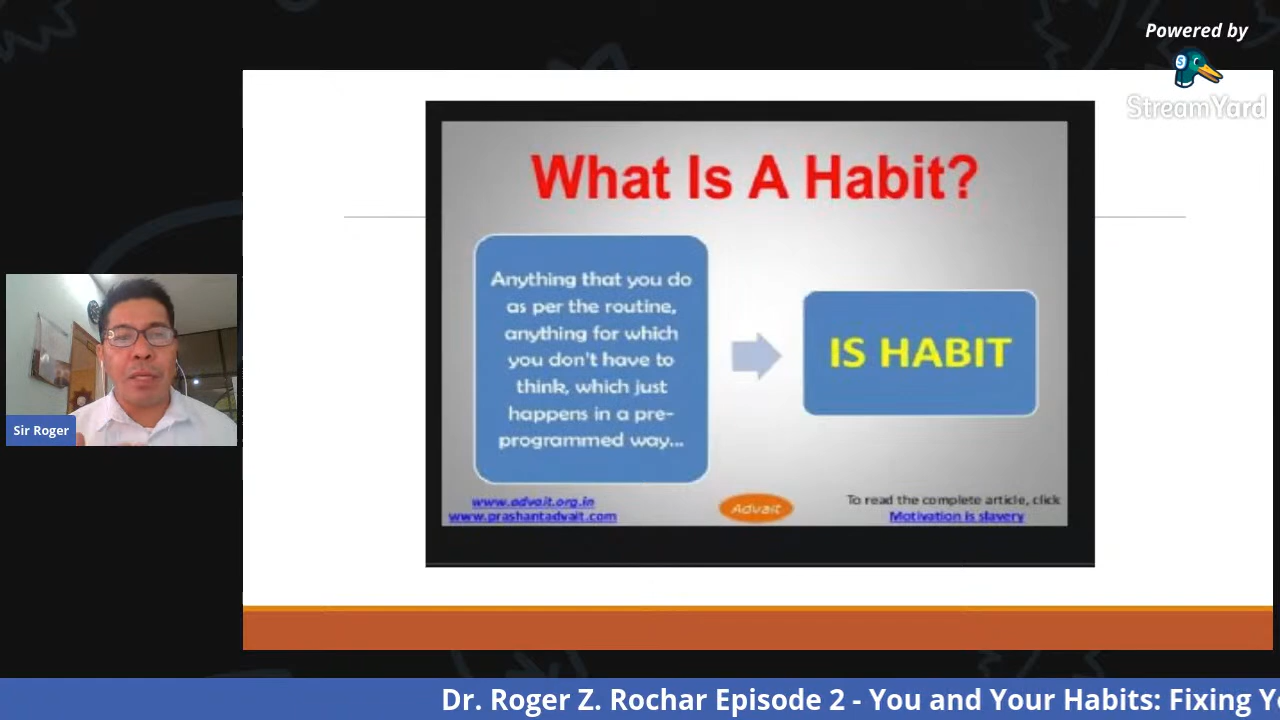 Powered by
StreamYard
What Is A Habit?
Anything that you do
as per the routine,
anything for which
you don't have to
think, which just
happens in a pre-
programmed way...
IS HABIT
www.advait.org.in
www.prashantadvait.com
Advait
To read the complete article, click
Motivation is slavery
Sir Roger
Dr. Roger Z. Rochar Episode 2 - You and Your Habits: Fixing Yo